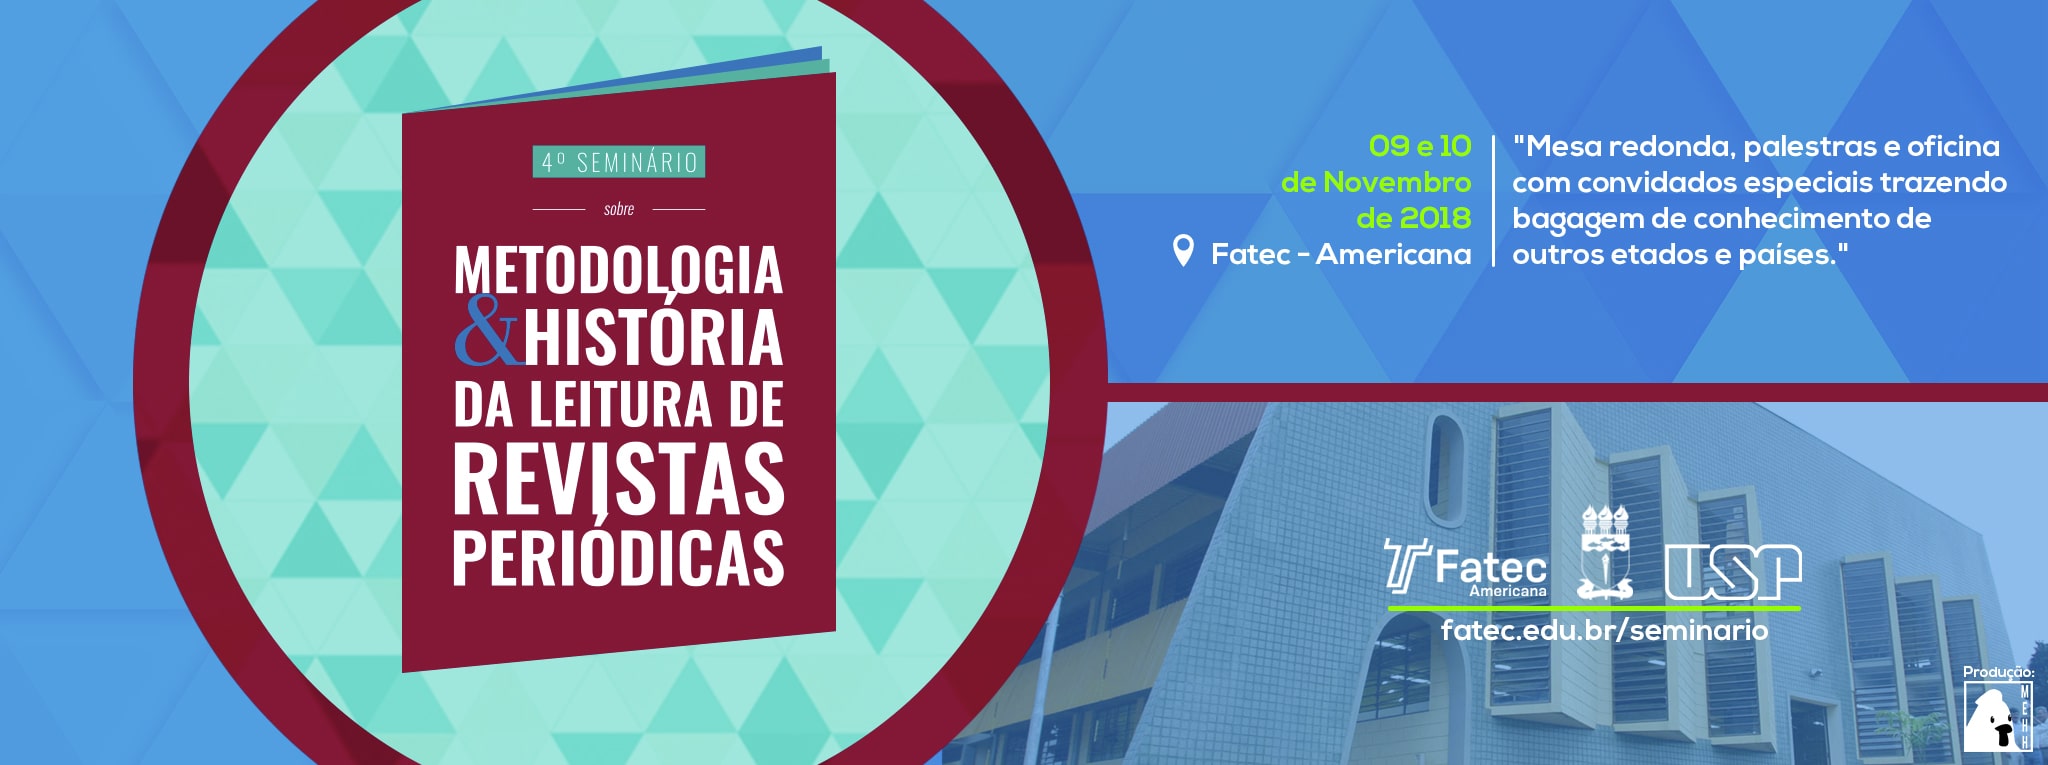 4º SEMINÁRIO
sobre
METODOLOGIA
&HISTÓRIA
DA LEITURA DE
REVISTAS
PERIÓDICAS
09 e 10
de Novembro
de 2018
Fatec - Americana
"Mesa redonda, palestras e oficina
com convidados especiais trazendo
bagagem de conhecimento de
outros etados e países."
Fatec
Americana
USP
fatec.edu.br/seminario
Produção:
MEHH